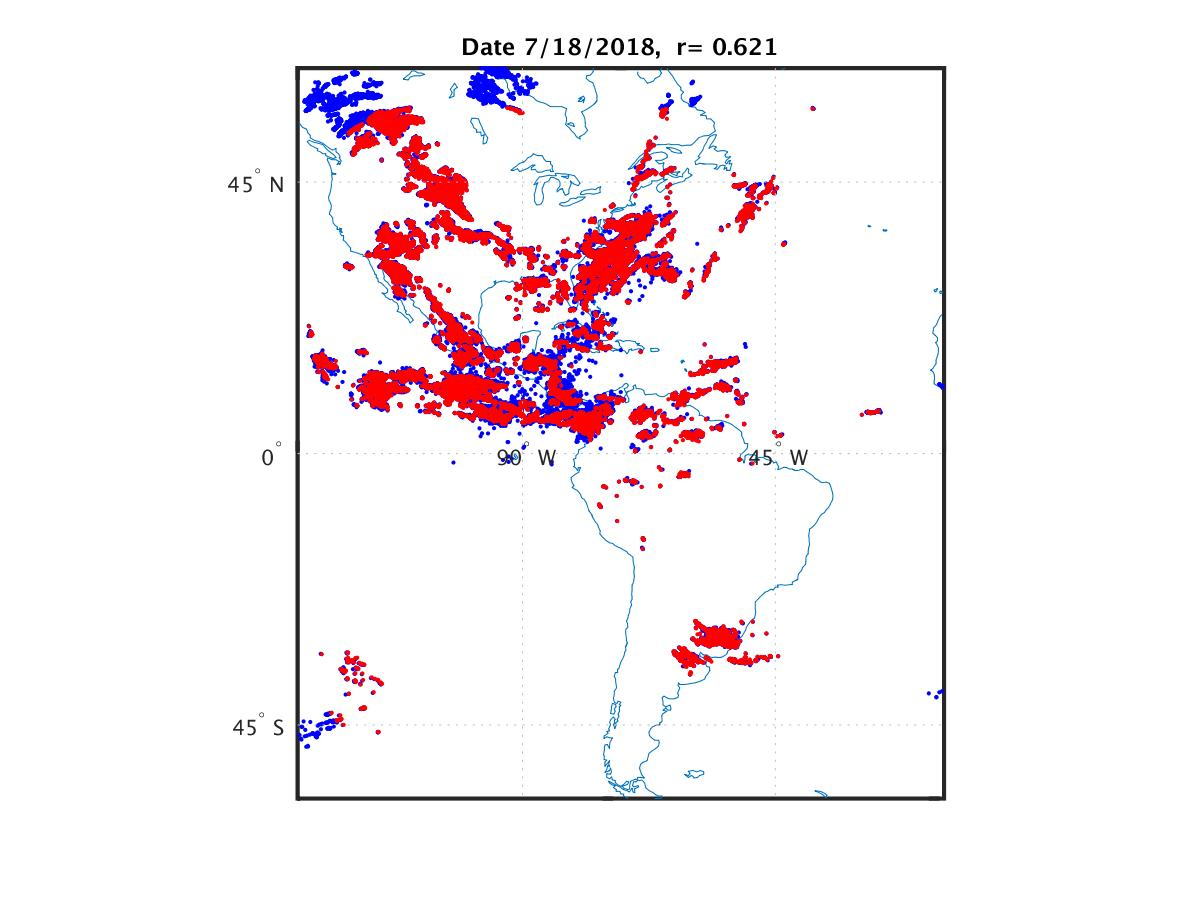 Date 7/18/2018,  r= 0.621
45° N
0°
90° W
45° W
45° S